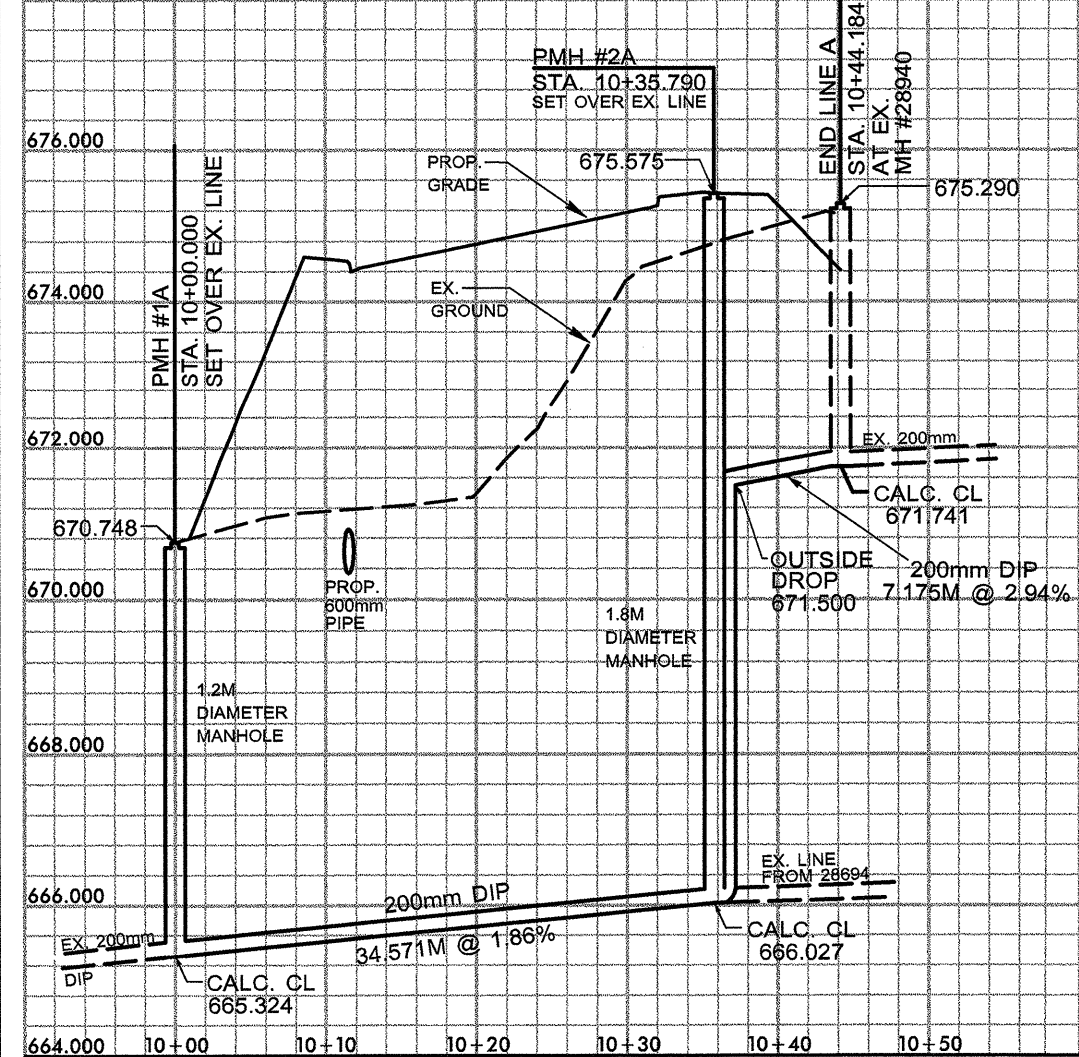 PMH #2A
STA. 10+35.790
SET OVER EX. LINE
END LINE A
STA. 10+44.184
AT EX.
MH #28940
676.000
PROP.
GRADE
675.575
675.290
PMH #1A
STA. 10+00.000
SET OVER EX. LINE
674.000
EX.
GROUND
672.000
EX. 200mm
CALC. CL
671.741
670.748
OUTSIDE
DROP
671.500
200mm DIP
7.175M @ 2.94%
670.000
PROP.
600mm
PIPE
1.8M
DIAMETER
MANHOLE
1.2M
DIAMETER
MANHOLE
668.000
EX. LINE
FROM 28694
666.000
200mm DIP
34.571M @ 1.86%
CALC. CL
666.027
EX. 200mm
DIP
CALC. CL
665.324
664.000
10+00
10+10
10+20
10+30
10+40
10+50